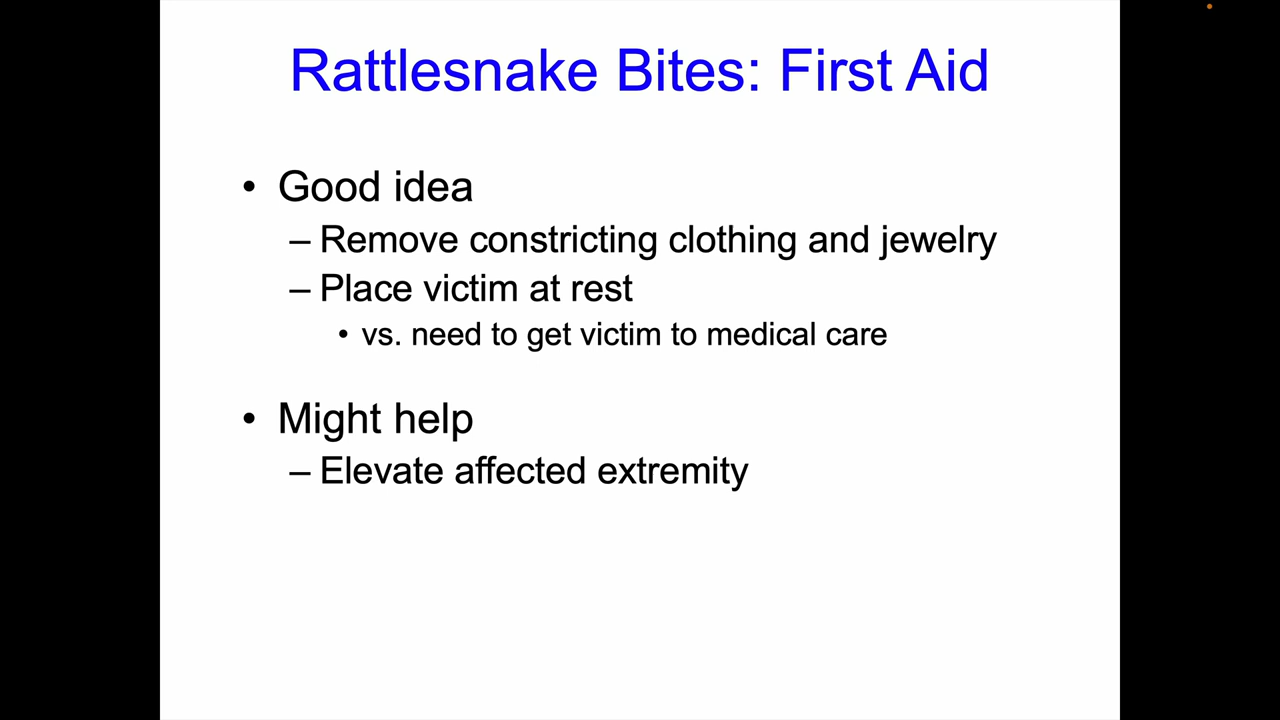 Rattlesnake Bites: First Aid
• Good idea
– Remove constricting clothing and jewelry
– Place victim at rest
• vs. need to get victim to medical care
• Might help
– Elevate affected extremity